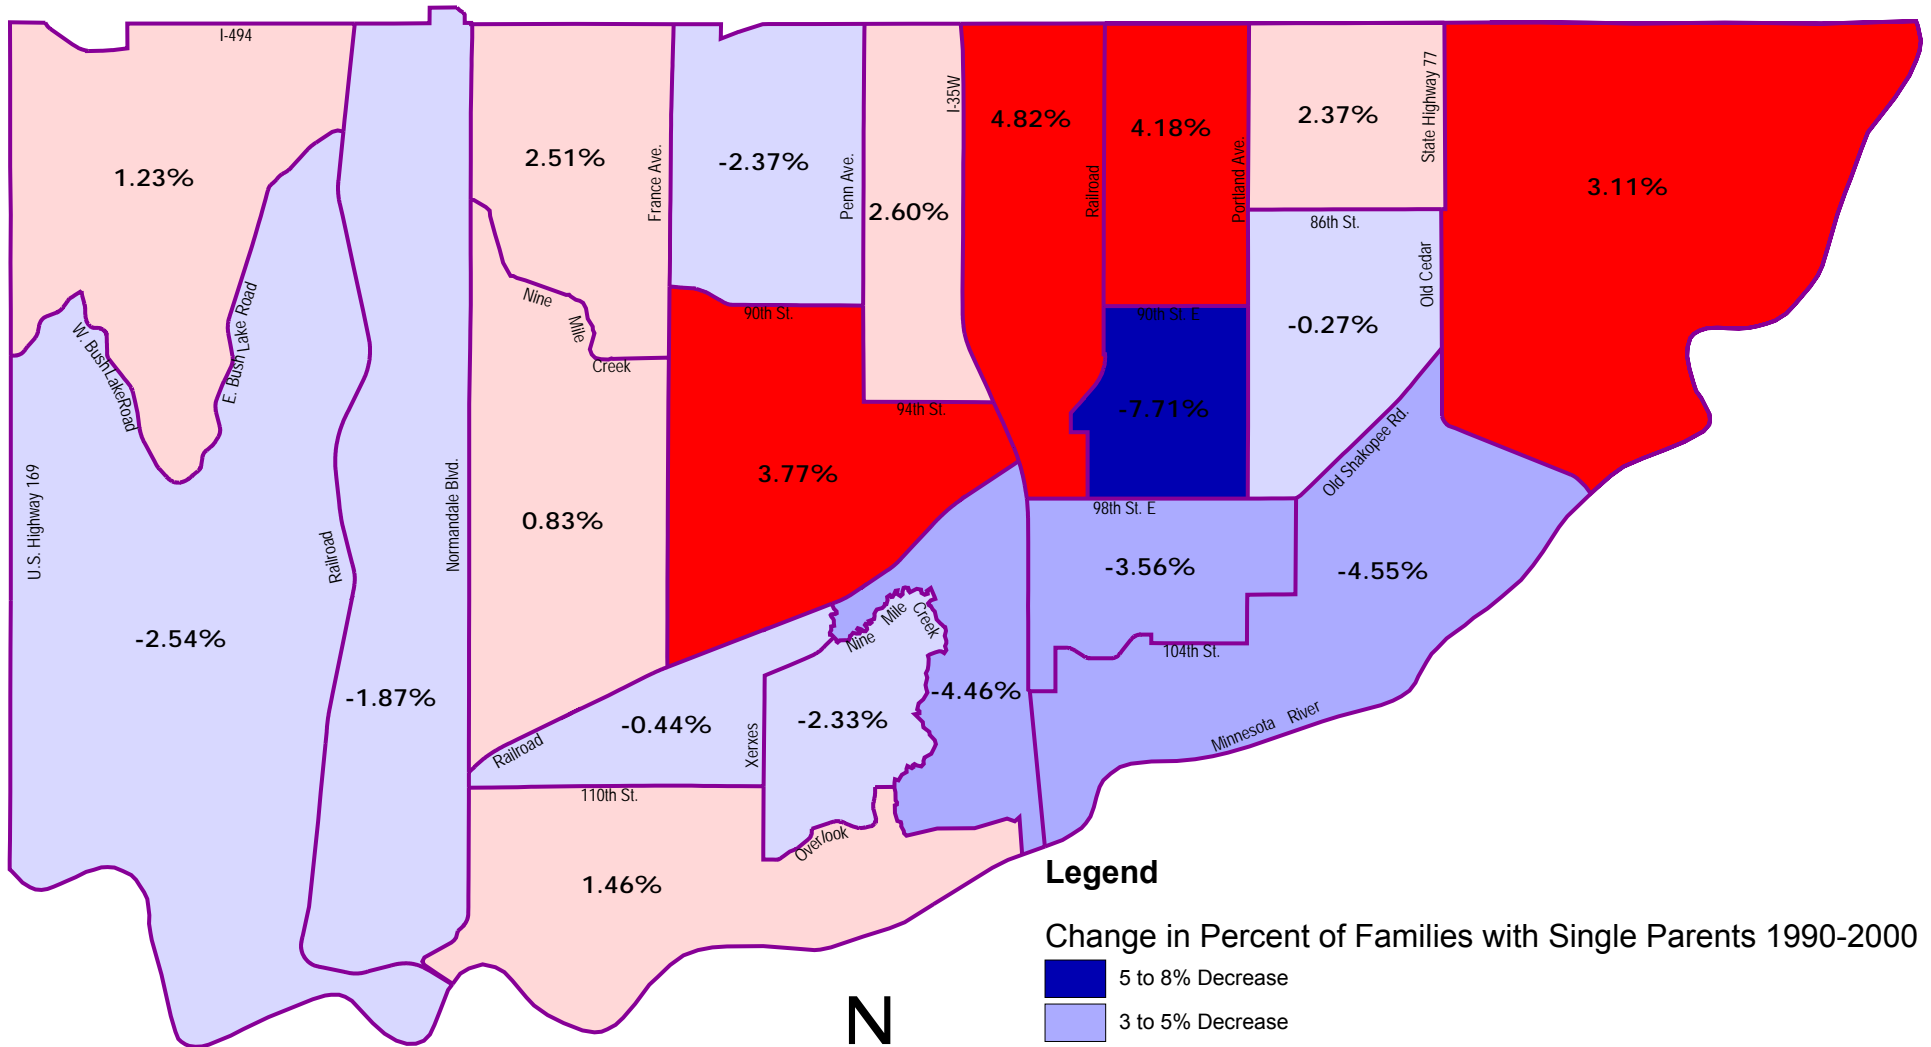 I-494
I-35W
State Highway 77
4.82%
4.18%
2.37%
1.23%
2.51%
-2.37%
3.11%
France Ave.
Penn Ave.
Railroad
Portland Ave.
2.60%
86th St.
Old Cedar
Nine
Mile
Creek
90th St.
90th St. E
-0.27%
W. Bush Lake Road
E. Bush Lake Road
94th St.
-7.71%
Old Shakopee Rd.
3.77%
U.S. Highway 169
Railroad
Normandale Blvd.
0.83%
98th St. E
-3.56%
-4.55%
-2.54%
Nine
Mile
Creek
104th St.
-1.87%
-0.44%
-2.33%
-4.46%
Railroad
Xerxes
Minnesota River
110th St.
Overlook
1.46%
Legend
Change in Percent of Families with Single Parents 1990-2000
5 to 8% Decrease
3 to 5% Decrease
N